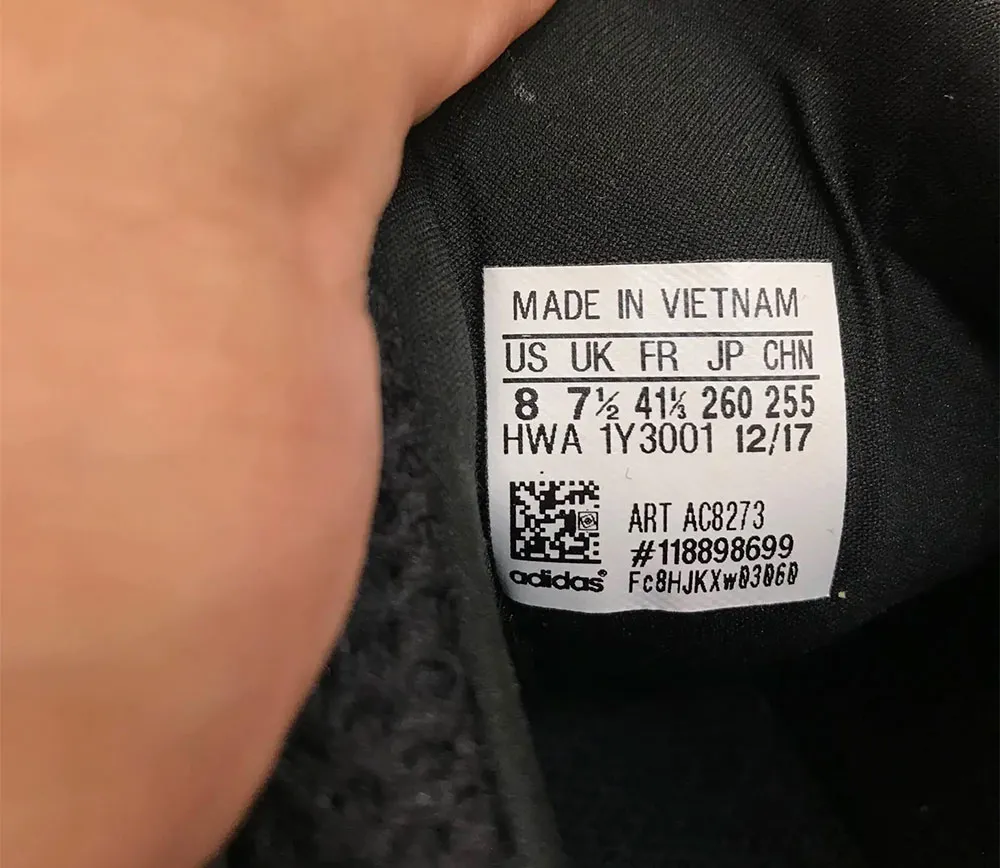 MADE IN VIETNAM
US UK FR JP CHN
8 7½ 41⅓ 260 255
HWA 1Y3001 12/17
ART AC8273
#118898699
adidas® Fc8HJKXw03060